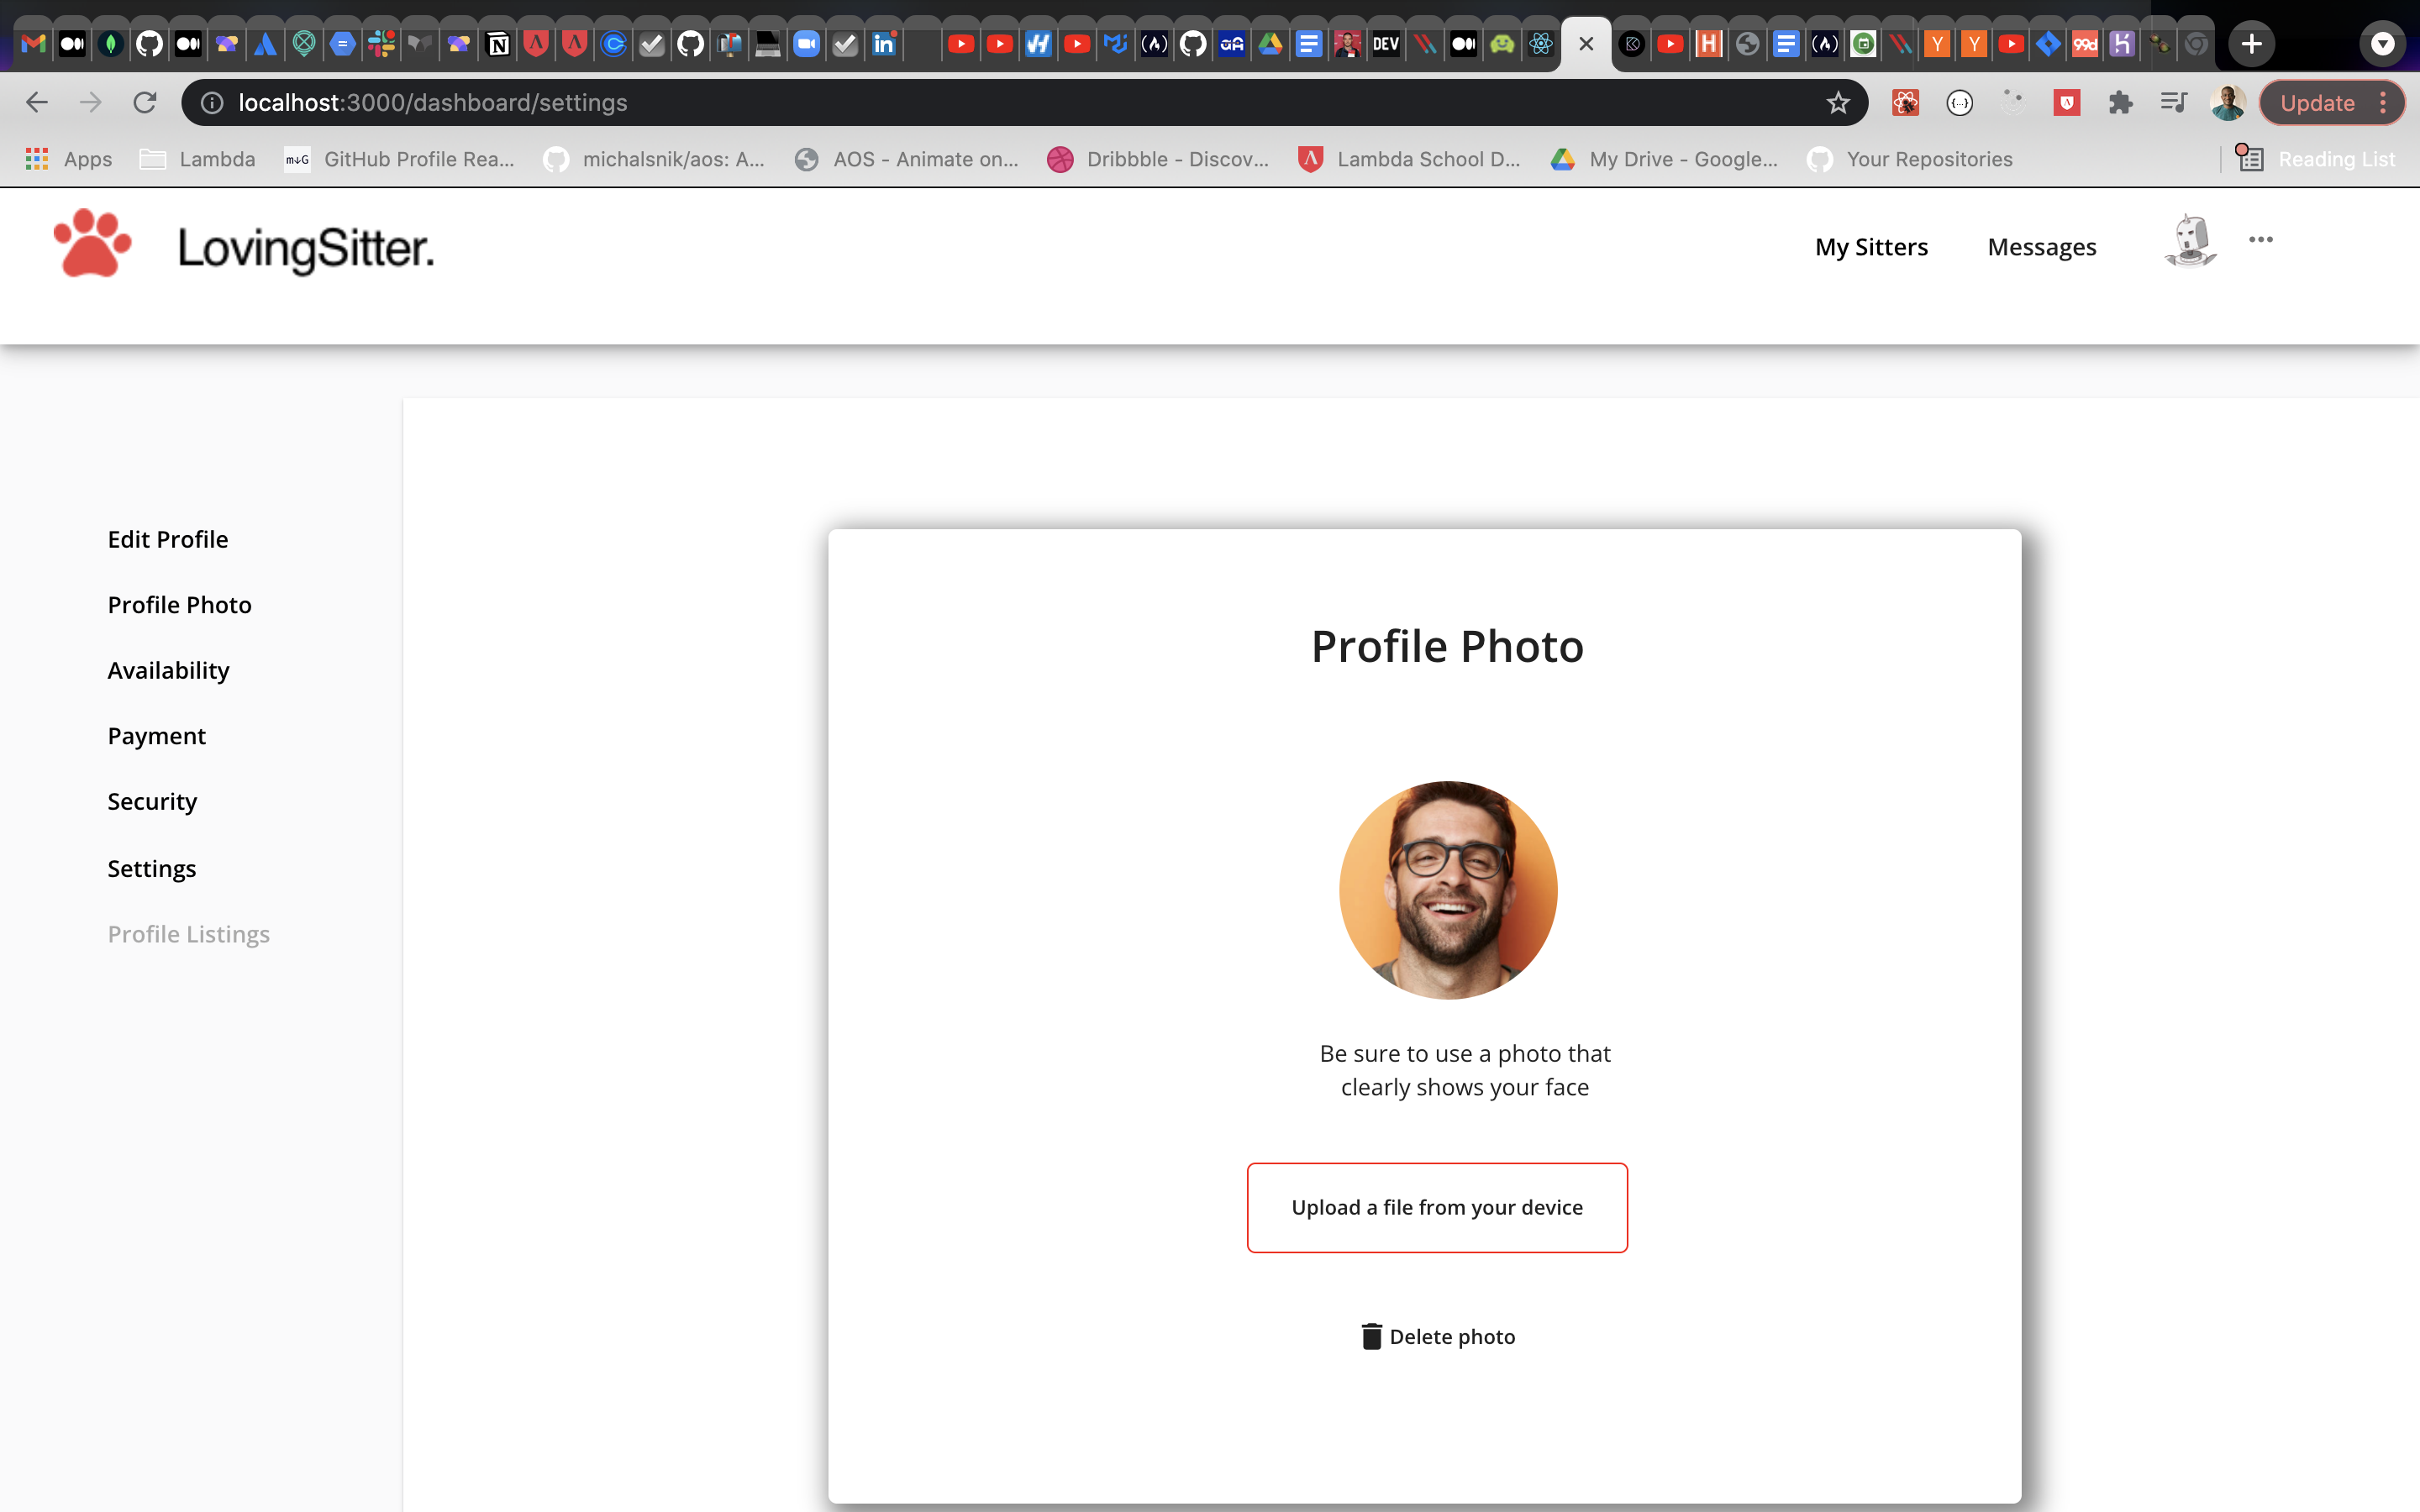 DEV
99d
localhost:3000/dashboard/settings
Update
Apps
Lambda
M↓G
GitHub Profile Rea...
michalsnik/aos: A...
AOS - Animate on...
Dribbble - Discov...
Lambda School D...
My Drive - Google...
Your Repositories
Reading List
LovingSitter.
My Sitters
Messages
Edit Profile
Profile Photo
Availability
Payment
Security
Settings
Profile Listings
Profile Photo
Be sure to use a photo that
clearly shows your face
Upload a file from your device
Delete photo